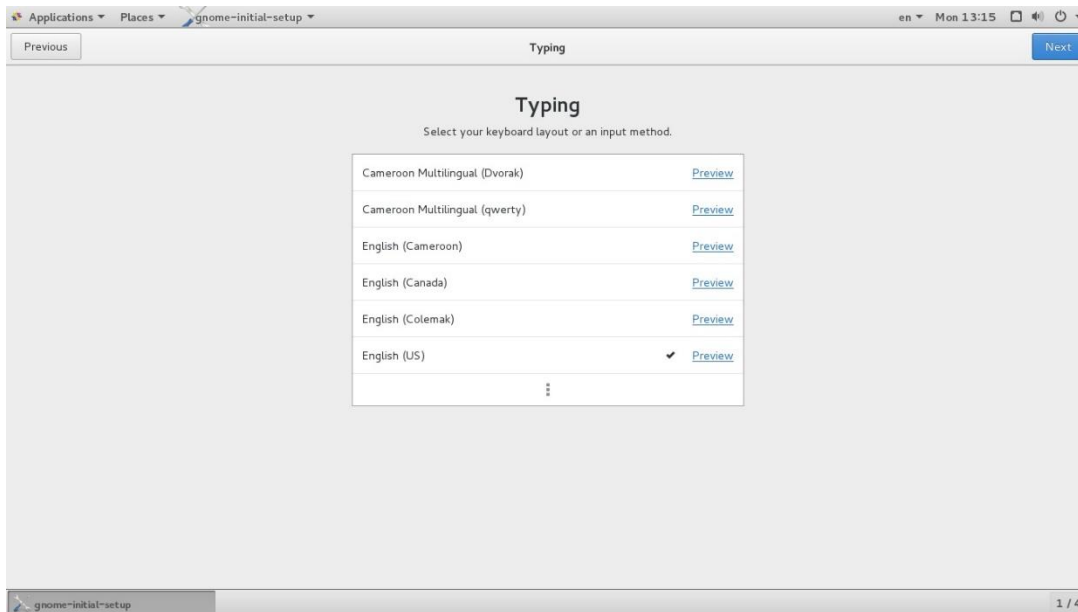 Applications Places gnome-initial-setup en Mon 13:15
Previous Typing Next
Typing
Select your keyboard layout or an input method.
Cameroon Multilingual (Dvorak) Preview
Cameroon Multilingual (qwerty) Preview
English (Cameroon) Preview
English (Canada) Preview
English (Colemak) Preview
English (US) ✔ Preview
gnome-initial-setup 1 / 4